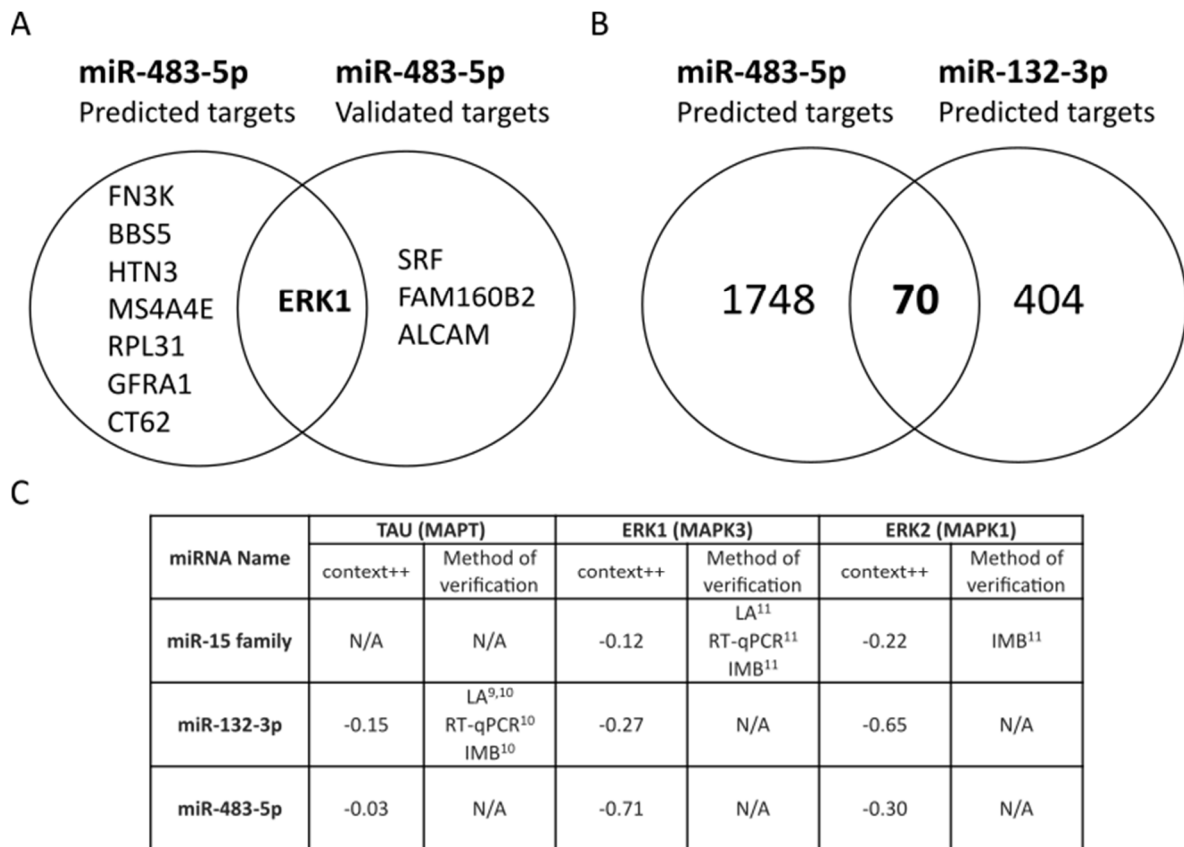 A
B
miR-483-5p
Predicted targets
miR-483-5p
Validated targets
miR-483-5p
Predicted targets
miR-132-3p
Predicted targets
FN3K
BBS5
HTN3
MS4A4E
RPL31
GFRA1
CT62
ERK1
SRF
FAM160B2
ALCAM
1748
70
404
C
miRNA Name
TAU (MAPT)
ERK1 (MAPK3)
ERK2 (MAPK1)
context++
Method of
verification
context++
Method of
verification
context++
Method of
verification
miR-15 family
N/A
N/A
-0.12
LA¹¹
RT-qPCR¹¹
IMB¹¹
-0.22
IMB¹¹
miR-132-3p
-0.15
LA⁹,¹⁰
RT-qPCR¹⁰
IMB¹⁰
-0.27
N/A
-0.65
N/A
miR-483-5p
-0.03
N/A
-0.71
N/A
-0.30
N/A